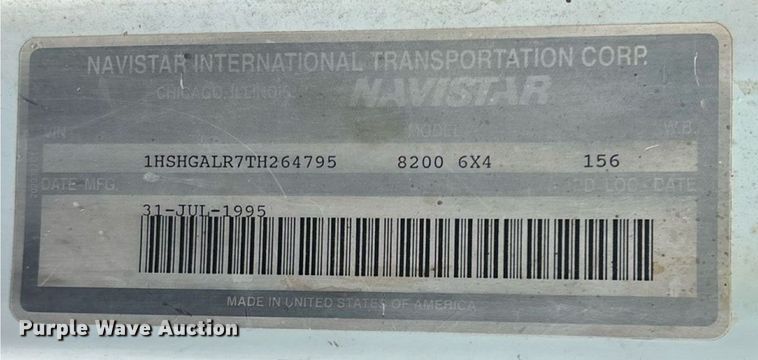 NAVISTAR INTERNATIONAL TRANSPORTATION CORP.
CHICAGO, ILLINOIS NAVISTAR
VIN MODEL W.B.
1HSHGALR7TH264795 8200 6X4 156
DATE MFG. D. LOC - DATE
31-JUL-1995
MADE IN UNITED STATES OF AMERICA
Purple Wave Auction